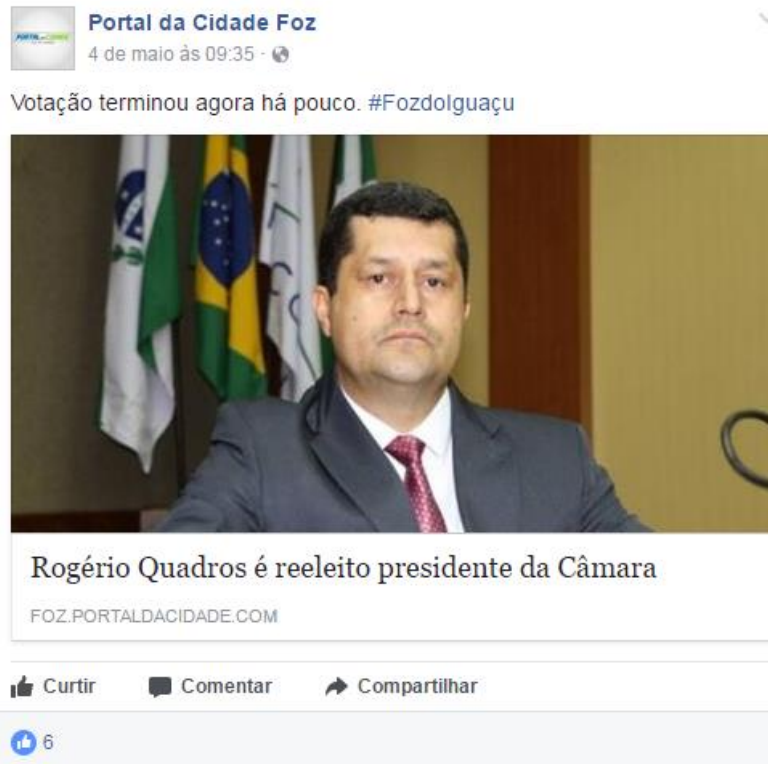 Portal da Cidade Foz
4 de maio às 09:35 ·
Votação terminou agora há pouco. #FozdoIguaçu
Rogério Quadros é reeleito presidente da Câmara
FOZ.PORTALDACIDADE.COM
Curtir Comentar Compartilhar
6